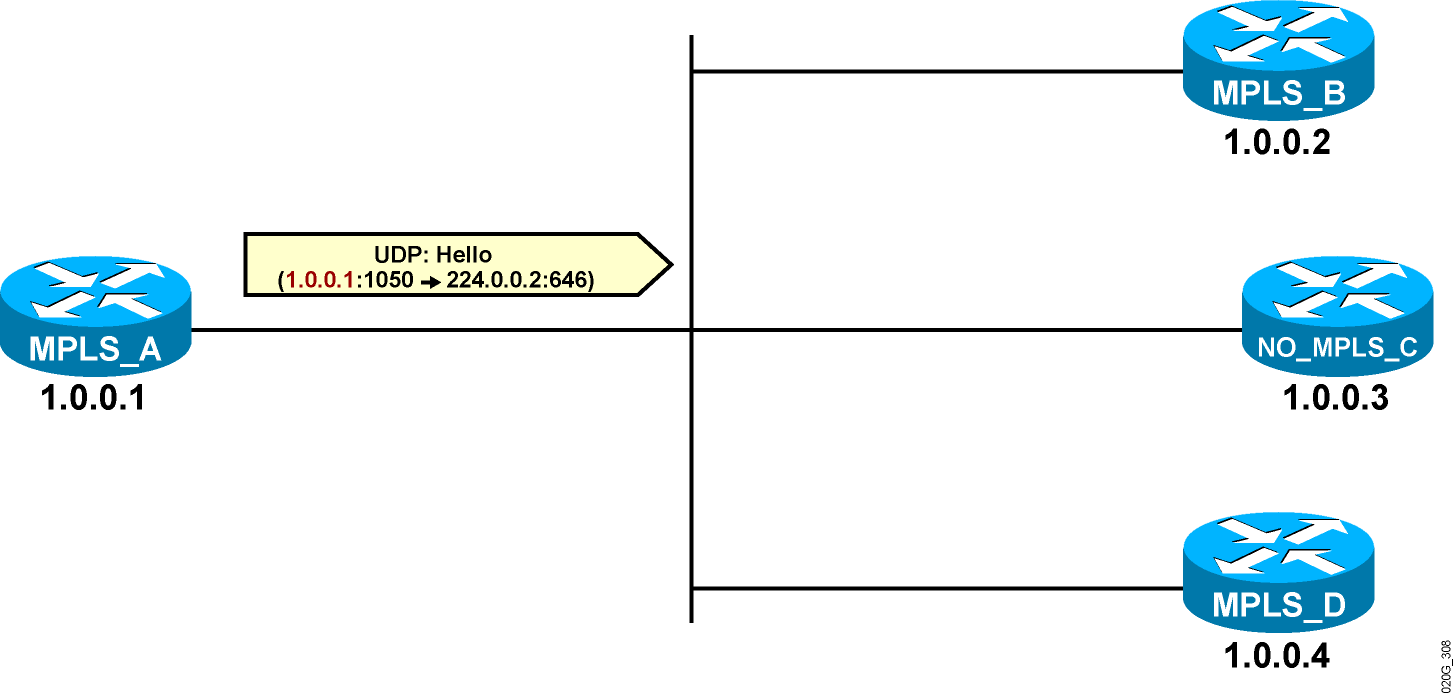 MPLS_B
1.0.0.2
UDP: Hello
(1.0.0.1:1050 → 224.0.0.2:646)
MPLS_A
1.0.0.1
NO_MPLS_C
1.0.0.3
MPLS_D
1.0.0.4
020G_308